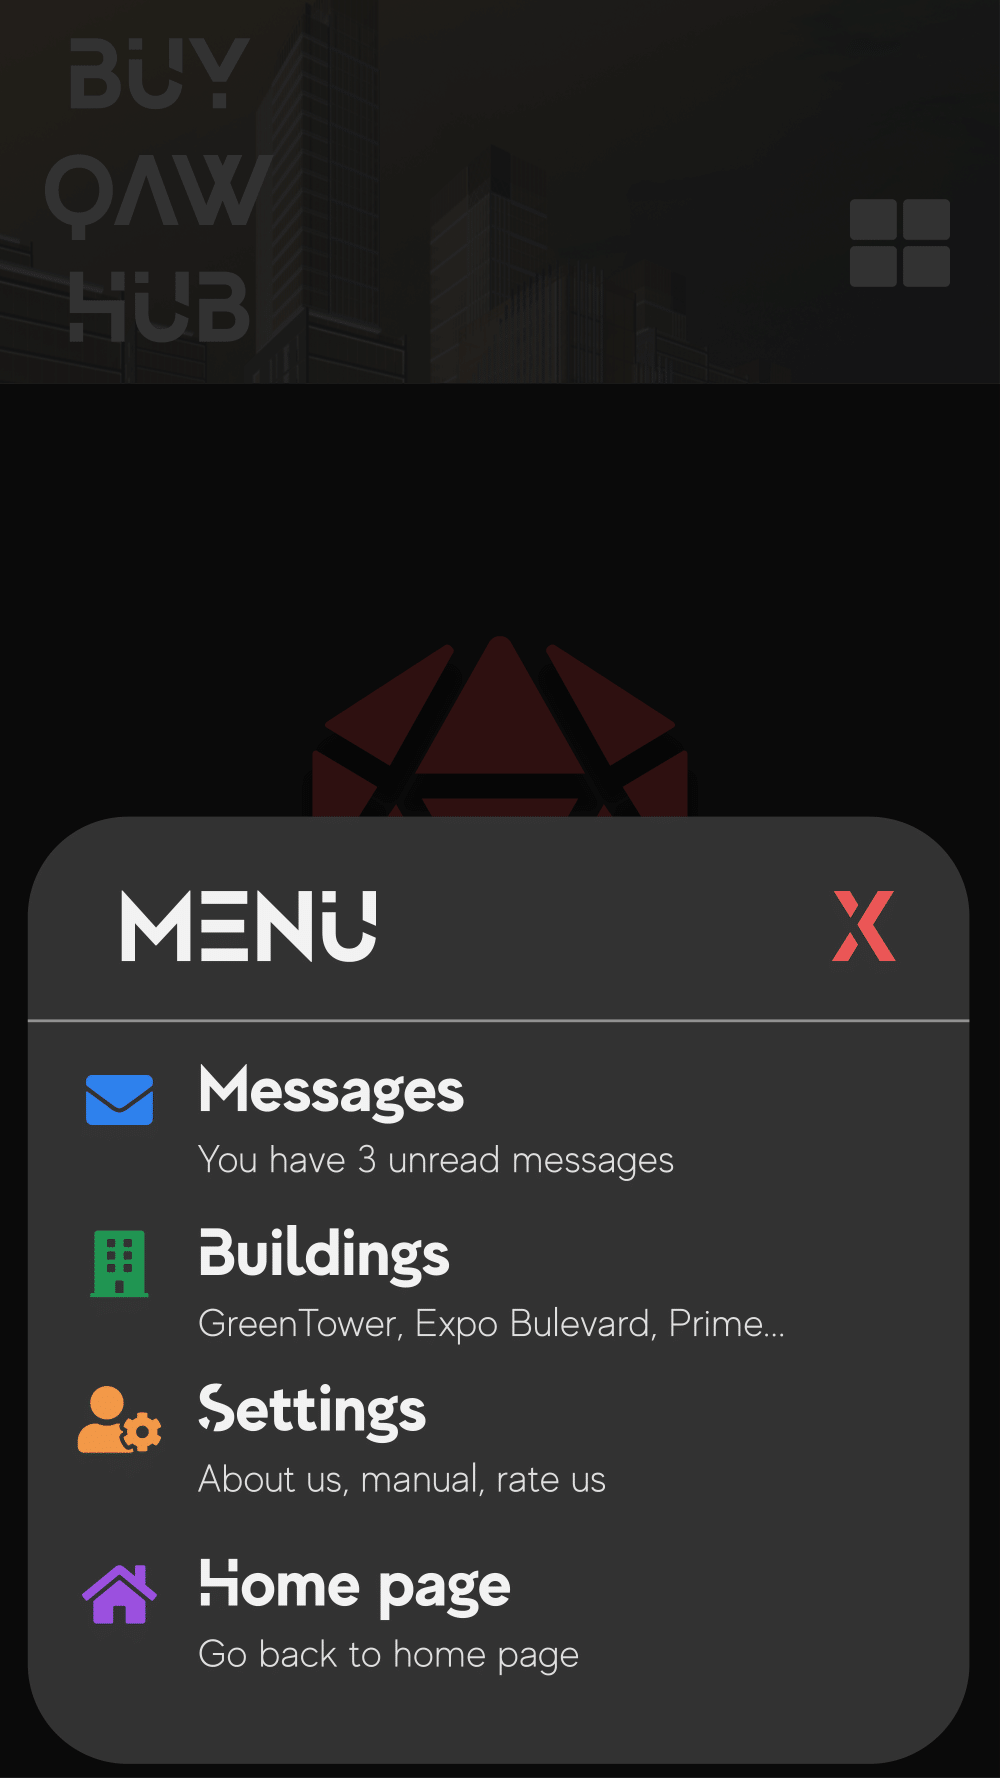 BUY
QAW
HUB
MENU
X
Messages
You have 3 unread messages
Buildings
GreenTower, Expo Bulevard, Prime...
Settings
About us, manual, rate us
Home page
Go back to home page